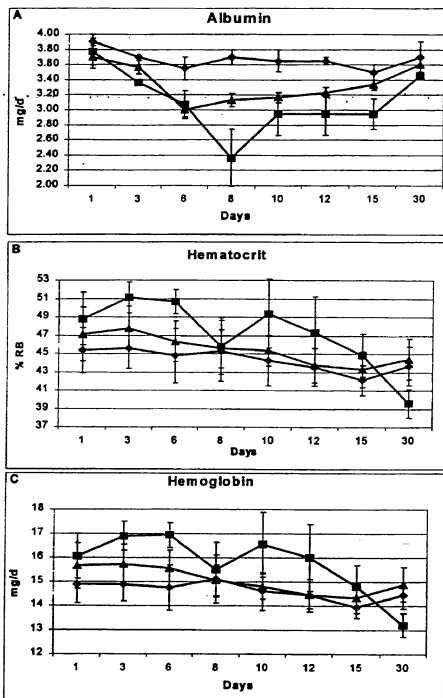 A
Albumin
4.00
3.80
3.60
3.40
3.20
3.00
2.80
2.60
2.40
2.20
2.00
mg/d
1 3 6 8 10 12 15 30
Days
B
Hematocrit
53
51
49
47
45
43
41
39
37
% RB
1 3 6 8 10 12 15 30
Days
C
Hemoglobin
18
17
16
15
14
13
12
mg/d
1 3 6 8 10 12 15 30
Days